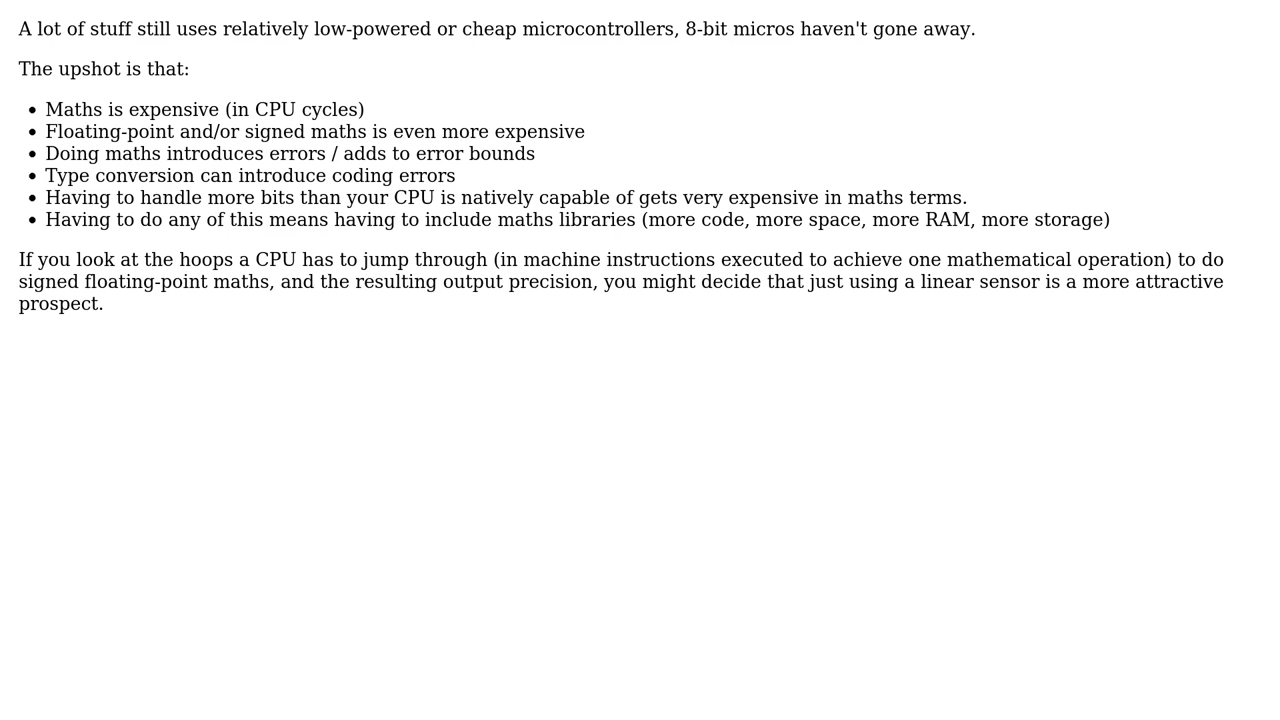 A lot of stuff still uses relatively low-powered or cheap microcontrollers, 8-bit micros haven't gone away.
The upshot is that:
• Maths is expensive (in CPU cycles)
• Floating-point and/or signed maths is even more expensive
• Doing maths introduces errors / adds to error bounds
• Type conversion can introduce coding errors
• Having to handle more bits than your CPU is natively capable of gets very expensive in maths terms.
• Having to do any of this means having to include maths libraries (more code, more space, more RAM, more storage)
If you look at the hoops a CPU has to jump through (in machine instructions executed to achieve one mathematical operation) to do
signed floating-point maths, and the resulting output precision, you might decide that just using a linear sensor is a more attractive
prospect.